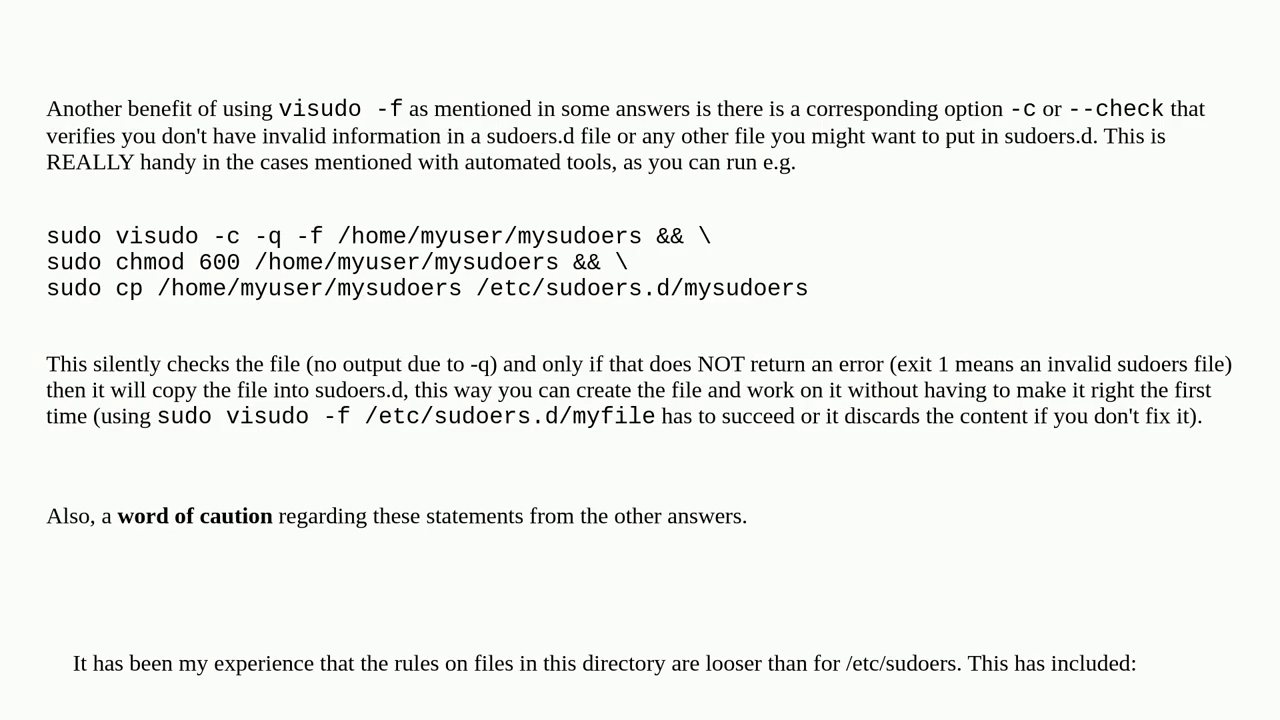 Another benefit of using visudo -f as mentioned in some answers is there is a corresponding option -c or --check that
verifies you don't have invalid information in a sudoers.d file or any other file you might want to put in sudoers.d. This is
REALLY handy in the cases mentioned with automated tools, as you can run e.g.
sudo visudo -c -q -f /home/myuser/mysudoers && \
sudo chmod 600 /home/myuser/mysudoers && \
sudo cp /home/myuser/mysudoers /etc/sudoers.d/mysudoers
This silently checks the file (no output due to -q) and only if that does NOT return an error (exit 1 means an invalid sudoers file)
then it will copy the file into sudoers.d, this way you can create the file and work on it without having to make it right the first
time (using sudo visudo -f /etc/sudoers.d/myfile has to succeed or it discards the content if you don't fix it).
Also, a word of caution regarding these statements from the other answers.
It has been my experience that the rules on files in this directory are looser than for /etc/sudoers. This has included: